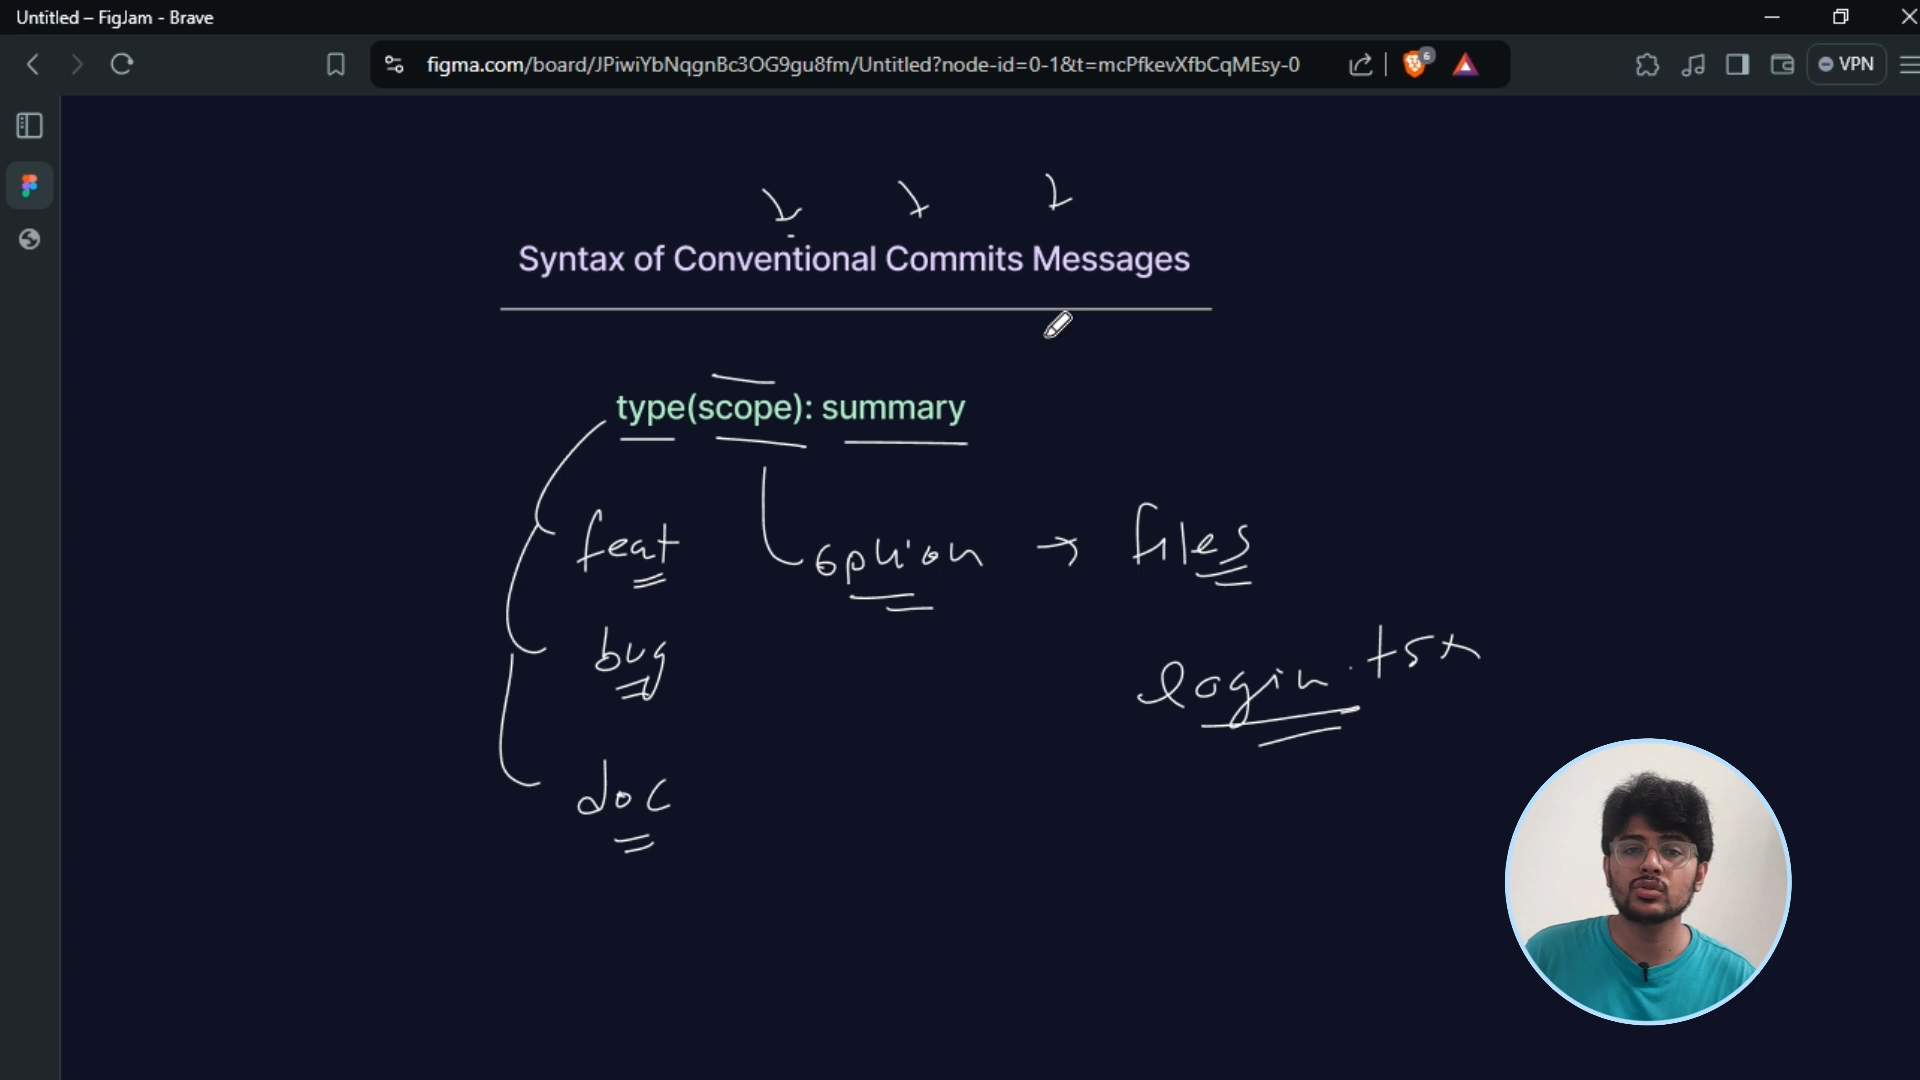 Untitled – FigJam - Brave
figma.com/board/JPiwiYbNqgnBc3OG9gu8fm/Untitled?node-id=0-1&t=mcPfkevXfbCqMEsy-0
6
VPN
Syntax of Conventional Commits Messages
type(scope): summary
feat
option → files
bug
login.tsx
doc